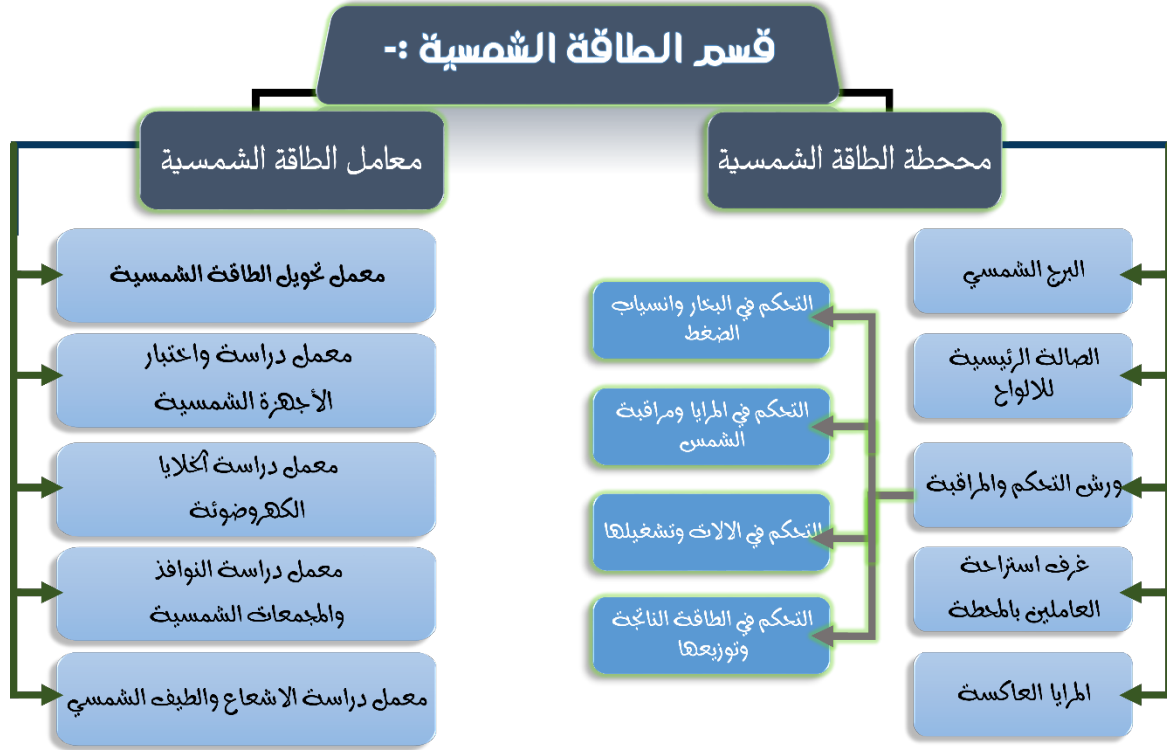 قسم الطاقة الشمسية :-
محطة الطاقة الشمسية
البرج الشمسي
الصالة الرئيسية
للالواح
ورش التحكم والمراقبة
غرف استراحة
العاملين بالمحطة
المرايا العاكسة
التحكم في البخار وانسياب
الضغط
التحكم في المرايا ومراقبة
الشمس
التحكم في الالات وتشغيلها
التحكم في الطاقة الناتجة
وتوزيعها
معامل الطاقة الشمسية
معمل تحويل الطاقة الشمسية
معمل دراسة واختبار
الأجهزة الشمسية
معمل دراسة الخلايا
الكهروضوئة
معمل دراسة النوافذ
والمجمعات الشمسية
معمل دراسة الاشعاع والطيف الشمسي